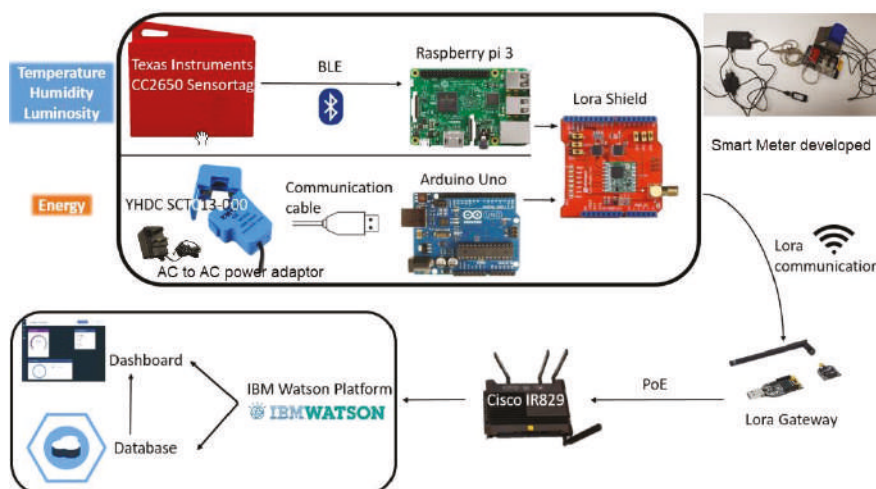 Temperature
Humidity
Luminosity
Texas Instruments
CC2650 Sensortag
BLE
Raspberry pi 3
Lora Shield
Smart Meter developed
Energy
YHDC SCT013-000
Communication
cable
Arduino Uno
AC to AC power adaptor
Lora
communication
Dashboard
Database
IBM Watson Platform
IBMWATSON
Cisco IR829
PoE
Lora Gateway